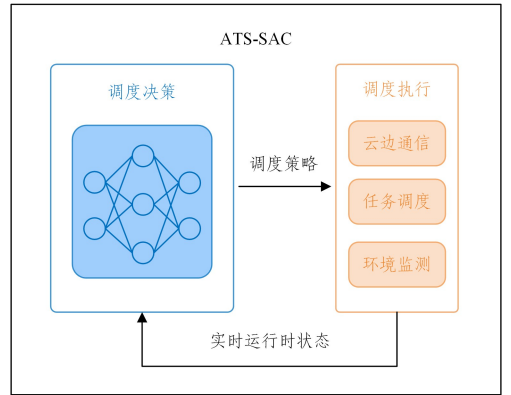 ATS-SAC
调度决策
调度策略
调度执行
云边通信
任务调度
环境监测
实时运行时状态